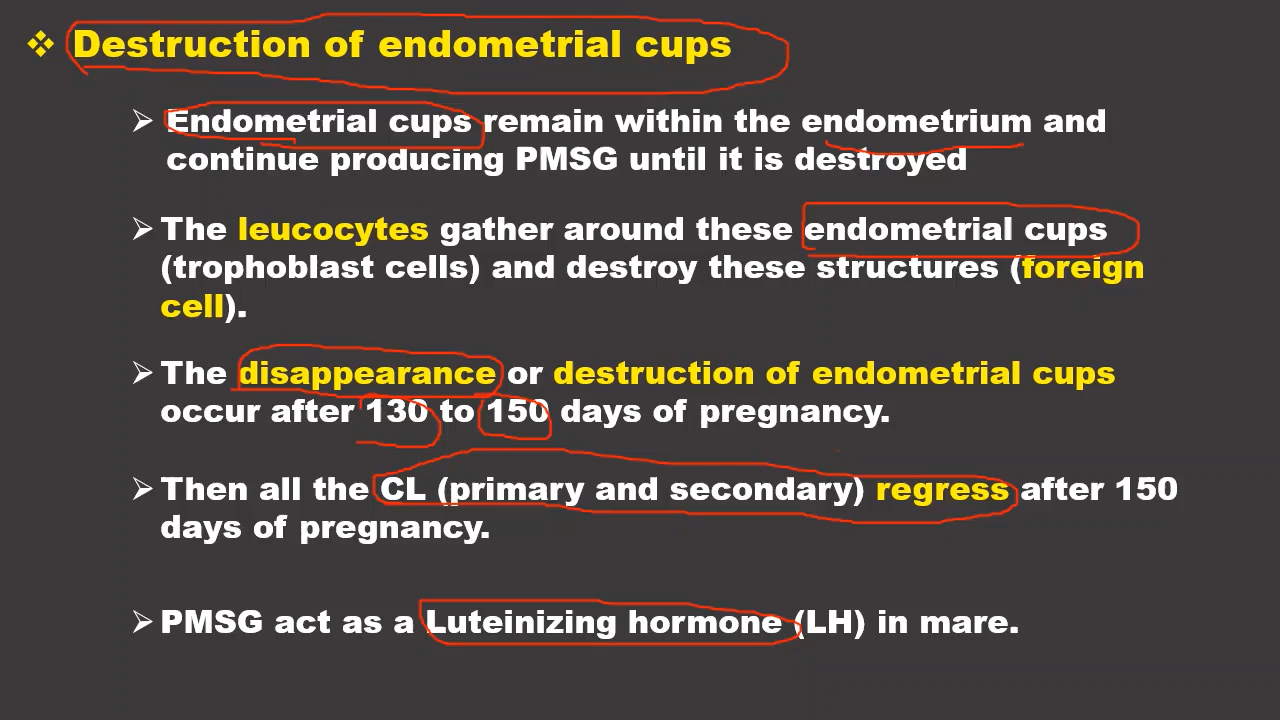 ❖ Destruction of endometrial cups
➢ Endometrial cups remain within the endometrium and
continue producing PMSG until it is destroyed
➢ The leucocytes gather around these endometrial cups
(trophoblast cells) and destroy these structures (foreign
cell).
➢ The disappearance or destruction of endometrial cups
occur after 130 to 150 days of pregnancy.
➢ Then all the CL (primary and secondary) regress after 150
days of pregnancy.
➢ PMSG act as a Luteinizing hormone (LH) in mare.